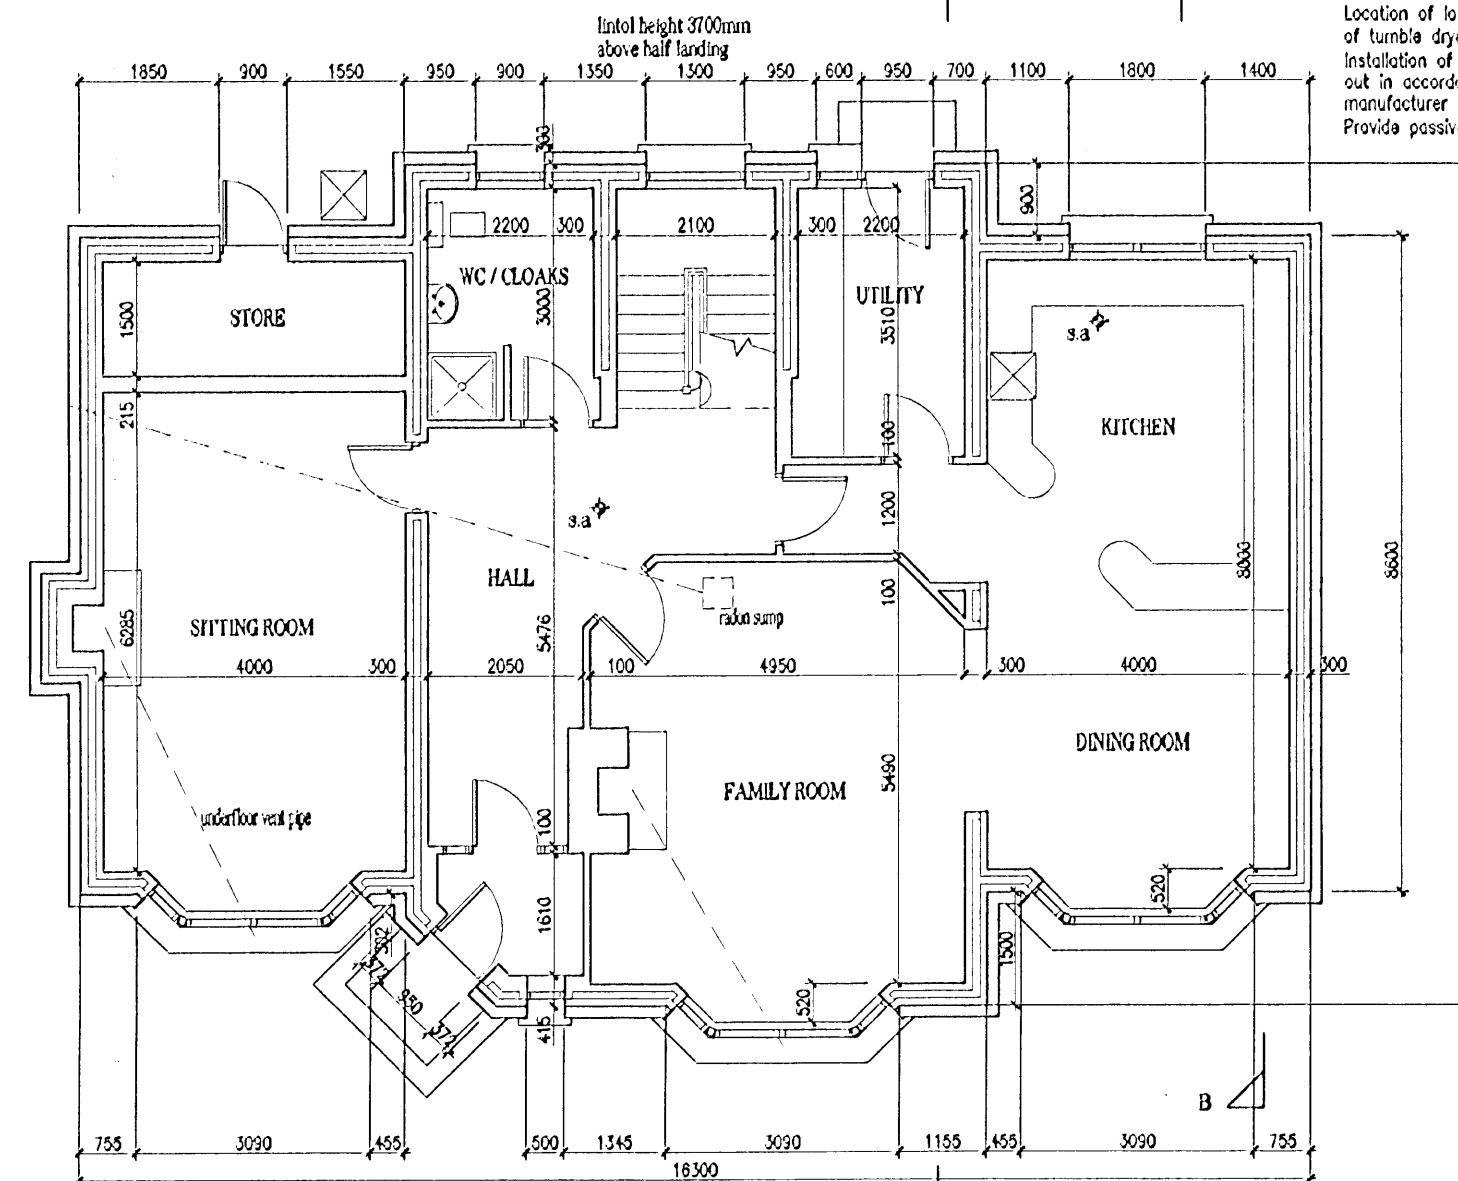 lintol height 3700mm
above half landing
Location of lo
of tumble drye
Installation of
out in accorda
manufacturer
Provide passiv
1850 900 1550 950 900 1350 1300 950 600 950 700 1100 1800 1400
300
900
2200 300 2100 300 2200
WC / CLOAKS
UTILITY
STORE
1500
3000
3510
s.a
215
KITCHEN
100
1200
s.a
HALL
100
8000
8600
radon sump
SITTING ROOM
6285
5476
4000 300 2050 100 4950 300 4000 300
DINING ROOM
FAMILY ROOM
5490
underfloor vent pipe
100
520
1610
1500
520
372
950
372
415
B
755 3090 455 500 1345 3090 1155 455 3090 755
16300